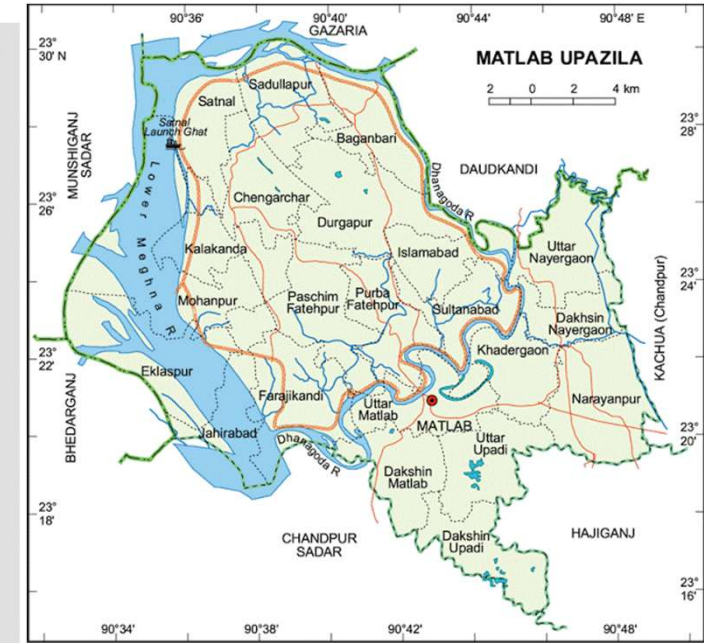 90°36'
90°40'
90°44'
90°48' E
GAZARIA
23°
30' N
MATLAB UPAZILA
2 0 2 4 km
Sadullapur
Satnal
Satnal
Launch Ghat
23°
28'
Baganbari
MUNSHIGANJ
SADAR
DAUDKANDI
Dhanagoda R
Lower Meghna R
Chengarchar
23°
26'
Durgapur
Kalakanda
Islamabad
Uttar
Nayergaon
23°
24'
KACHUA (Chandpur)
Mohanpur
Paschim
Fatehpur
Purba
Fatehpur
Sultanabad
Dakhsin
Nayergaon
23°
22'
Khadergaon
Eklaspur
BHEDARGANJ
Farajikandi
Uttar
Matlab
Narayanpur
MATLAB
23°
20'
Jahirabad
Dhanagoda R
Uttar
Upadi
Dakshin
Matlab
23°
18'
CHANDPUR
SADAR
Dakshin
Upadi
HAJIGANJ
23°
16'
90°34'
90°38'
90°42'
90°48'